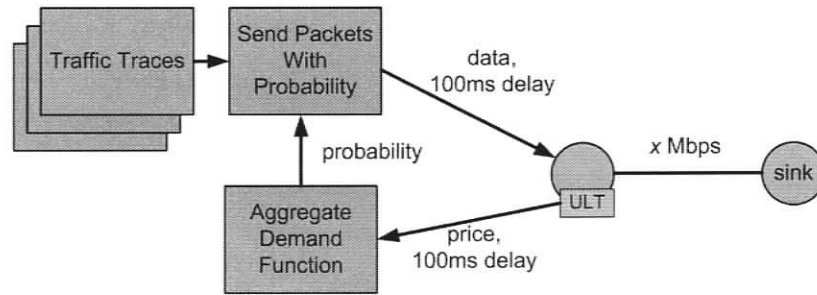 Traffic Traces
Send Packets
With
Probability
data,
100ms delay
probability
x Mbps
sink
ULT
Aggregate
Demand
Function
price,
100ms delay